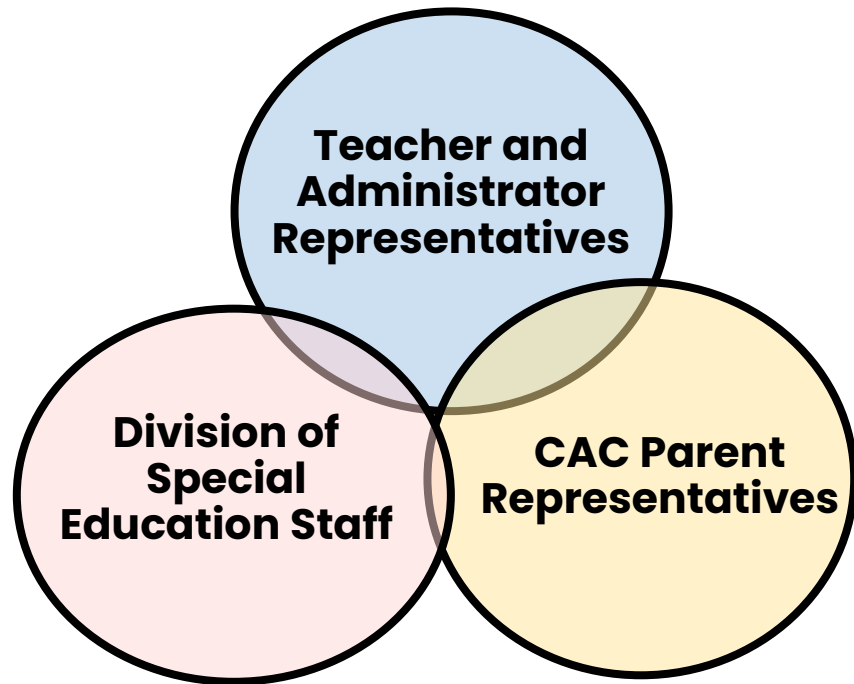 Teacher and
Administrator
Representatives
Division of
Special
Education Staff
CAC Parent
Representatives